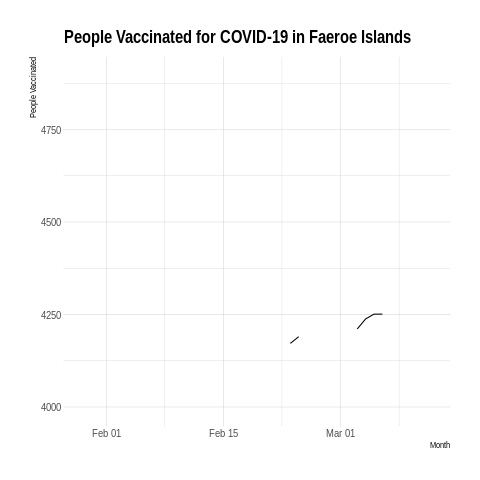 People Vaccinated for COVID-19 in Faeroe Islands
People Vaccinated
4750
4500
4250
4000
Feb 01 Feb 15 Mar 01
Month